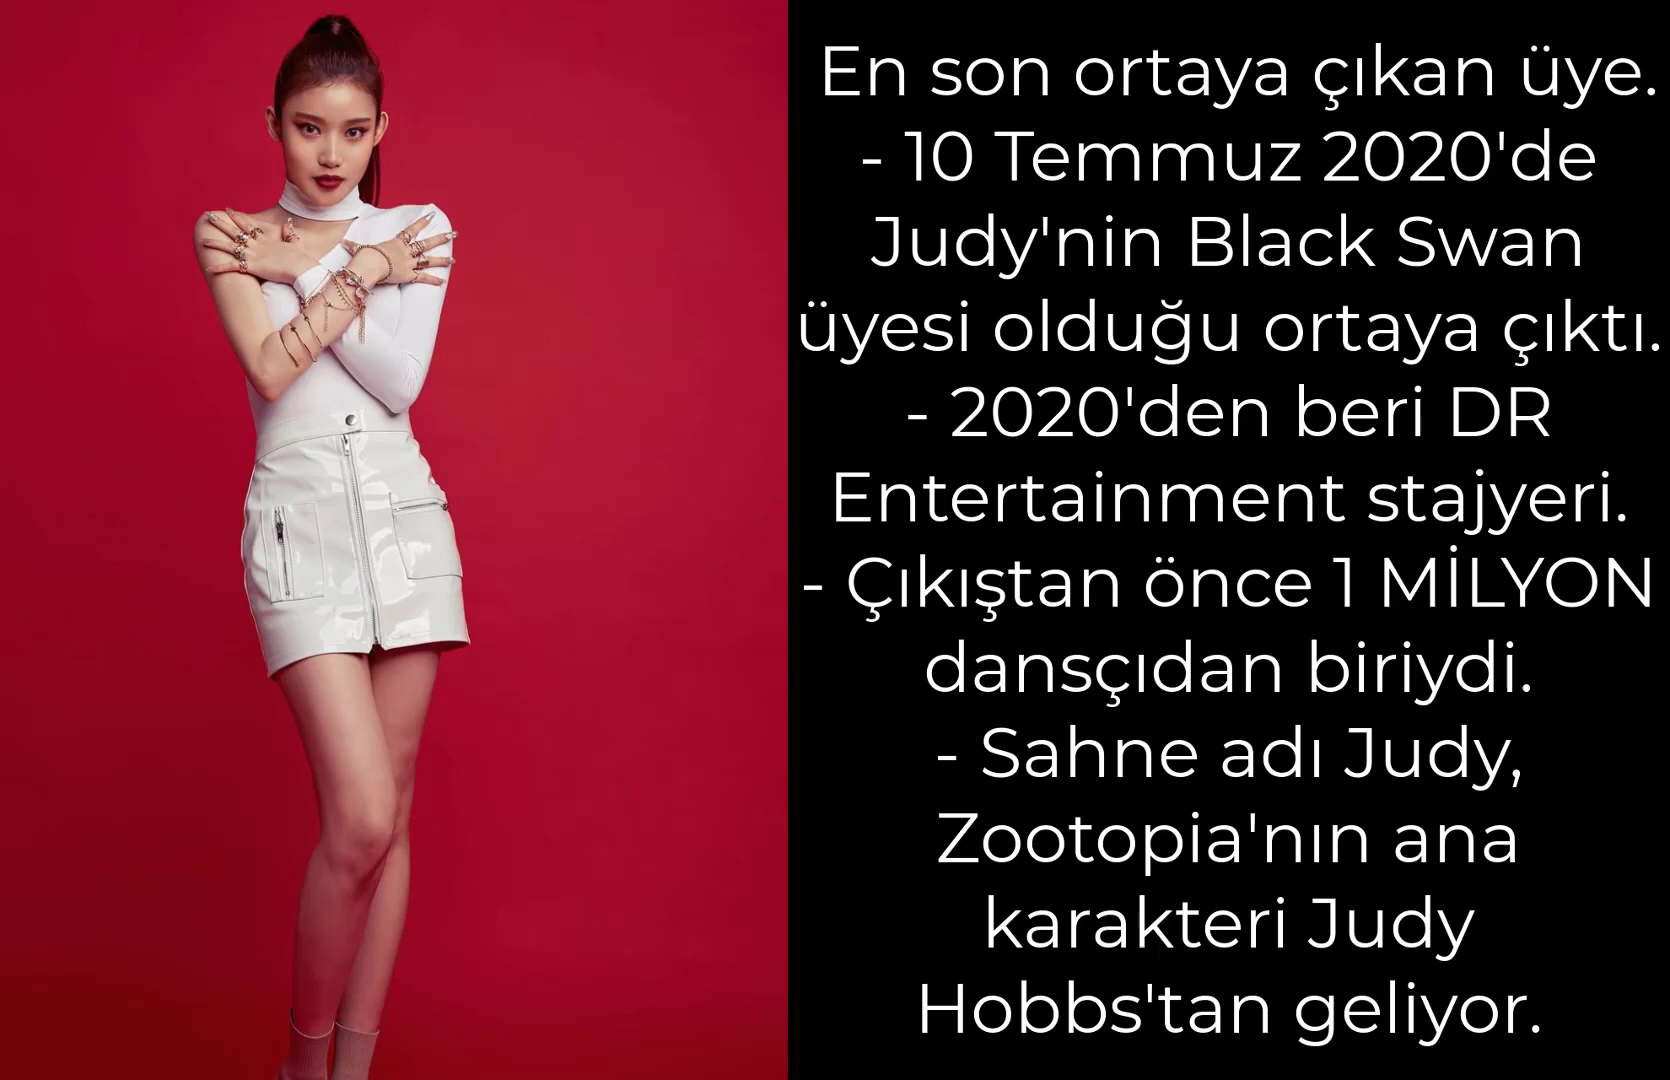 En son ortaya çıkan üye.
- 10 Temmuz 2020'de
Judy'nin Black Swan
üyesi olduğu ortaya çıktı.
- 2020'den beri DR
Entertainment stajyeri.
- Çıkıştan önce 1 MİLYON
dansçıdan biriydi.
- Sahne adı Judy,
Zootopia'nın ana
karakteri Judy
Hobbs'tan geliyor.